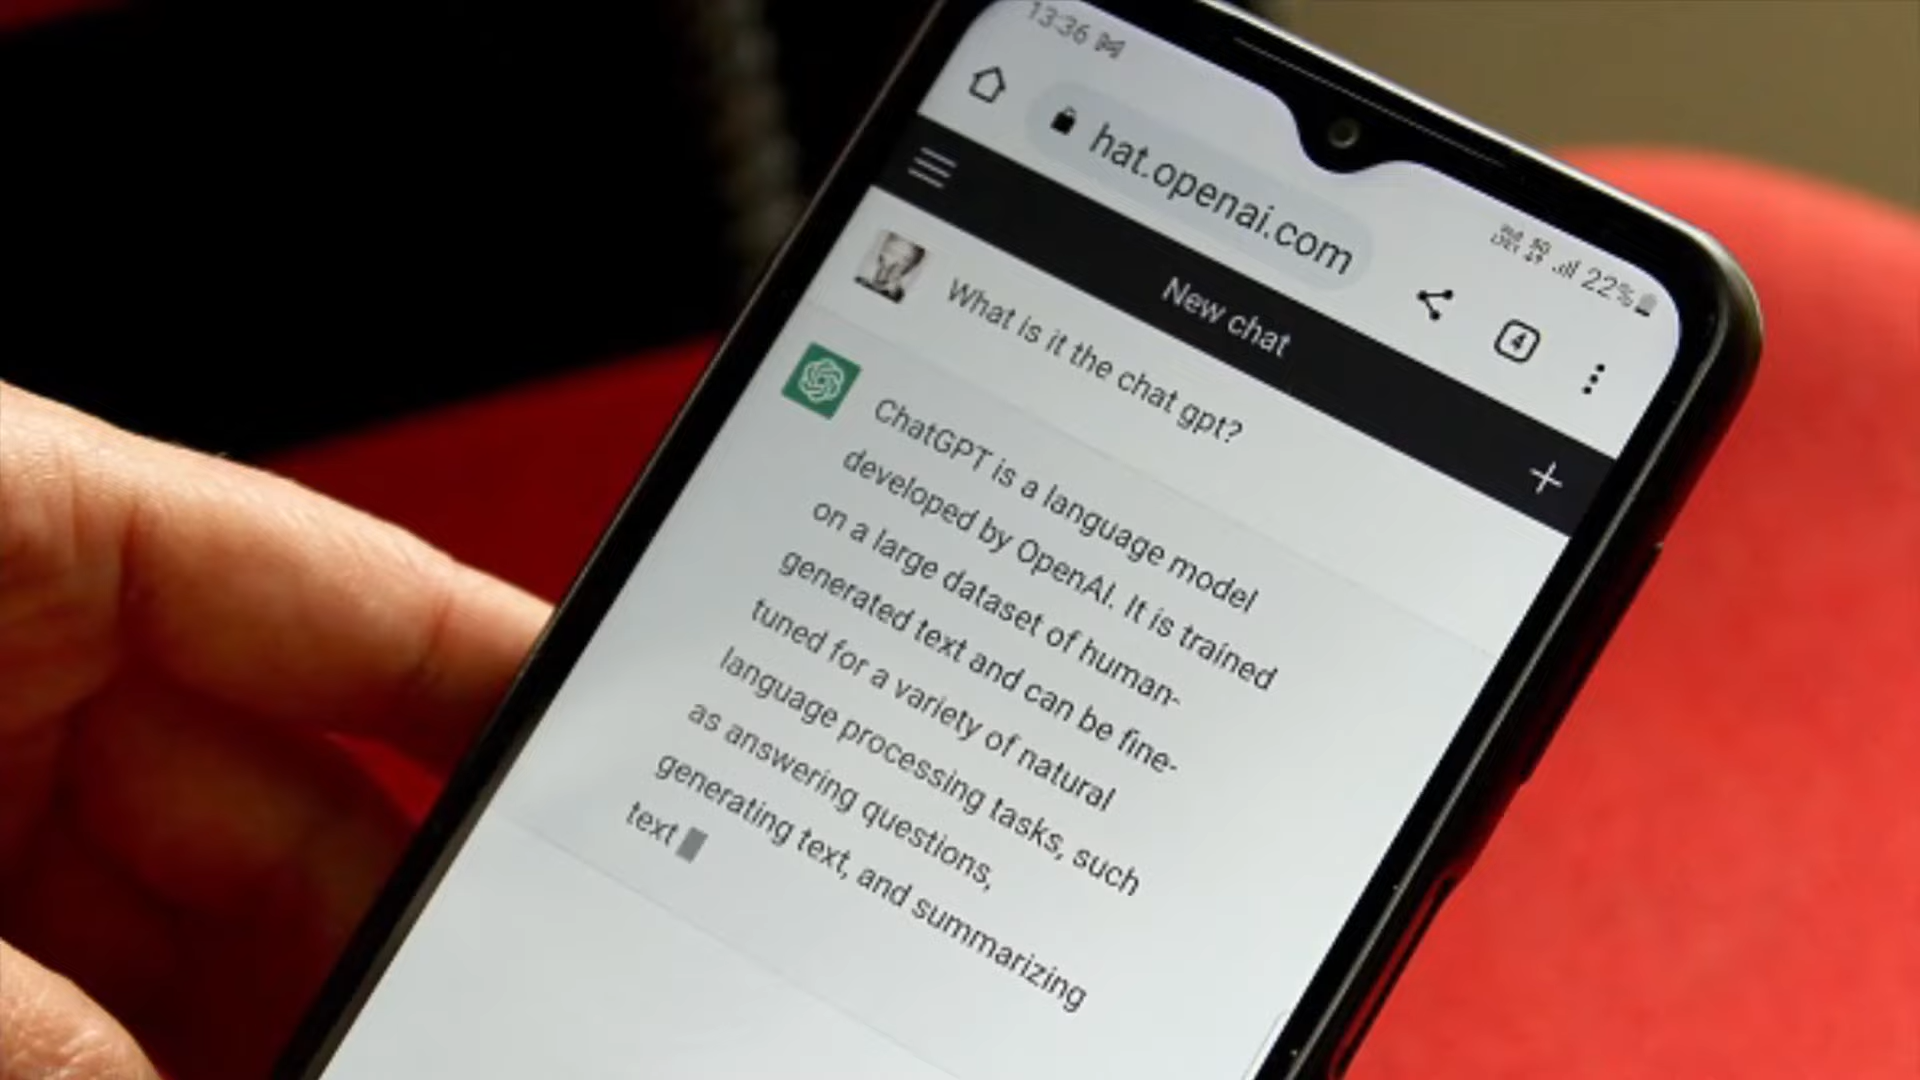 13:36
hat.openai.com
22%
4
New chat
What is it the chat gpt?
ChatGPT is a language model
developed by OpenAI. It is trained
on a large dataset of human-
generated text and can be fine-
tuned for a variety of natural
language processing tasks, such
as answering questions,
generating text, and summarizing
text